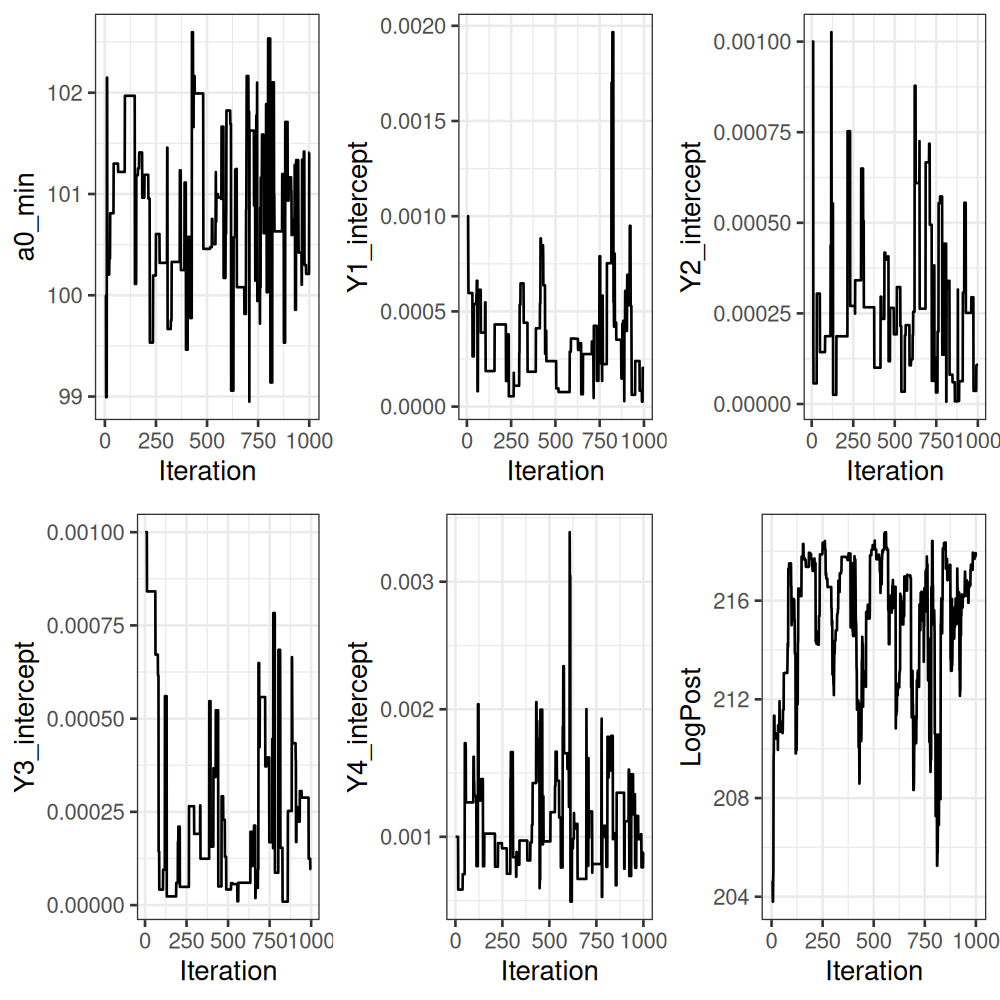 a0_min
102
101
100
99
0 250 500 750 1000
Iteration
Y1_intercept
0.0020
0.0015
0.0010
0.0005
0.0000
0 250 500 750 1000
Iteration
Y2_intercept
0.00100
0.00075
0.00050
0.00025
0.00000
0 250 500 750 1000
Iteration
Y3_intercept
0.00100
0.00075
0.00050
0.00025
0.00000
0 250 500 750 1000
Iteration
Y4_intercept
0.003
0.002
0.001
0 250 500 750 1000
Iteration
LogPost
216
212
208
204
0 250 500 750 1000
Iteration